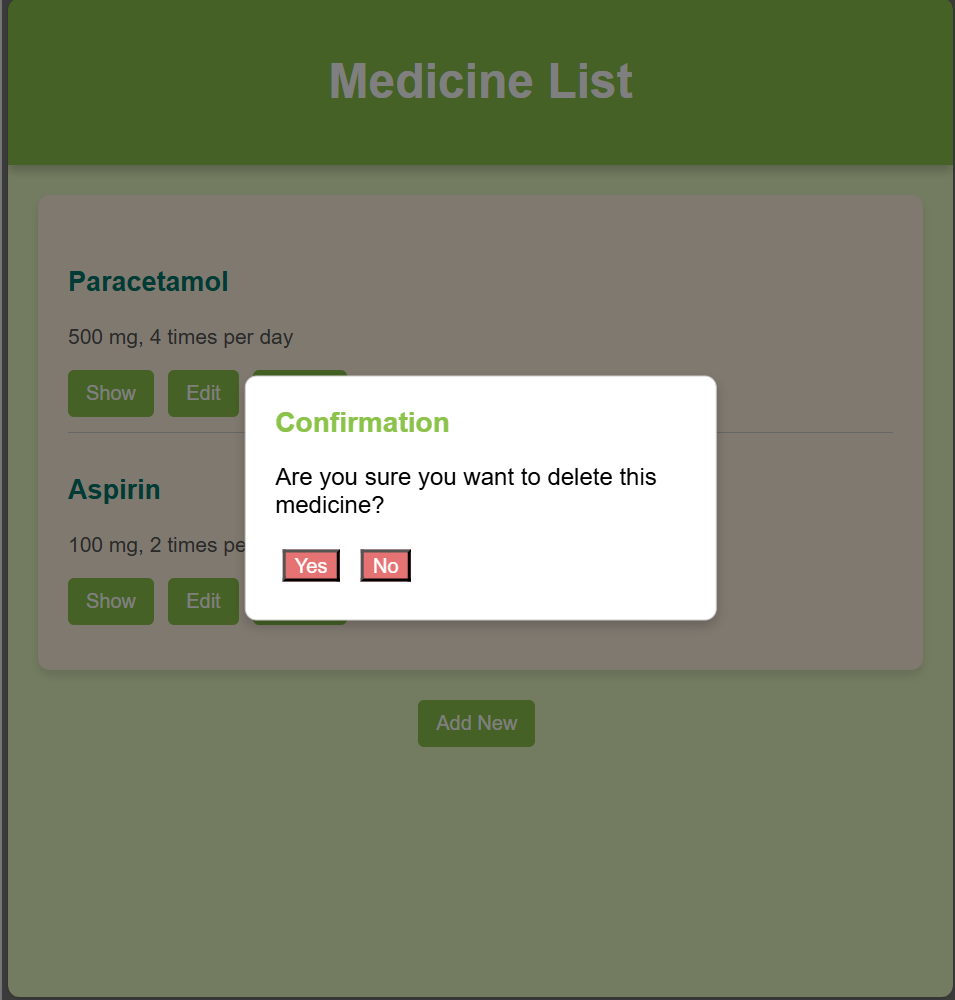 Medicine List
Paracetamol
500 mg, 4 times per day
Show Edit
Confirmation
Are you sure you want to delete this
medicine?
Yes No
Aspirin
100 mg, 2 times
Show Edit
Add New